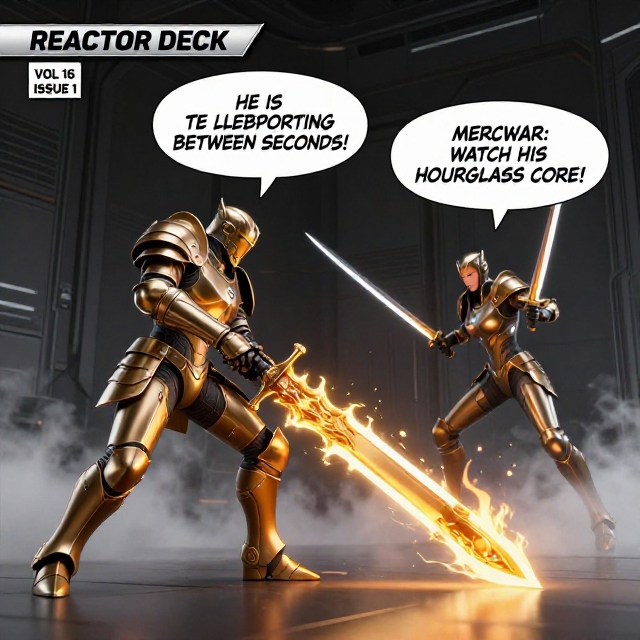 REACTOR DECK
VOL 16
ISSUE 1
HE IS
TE LLEBPORTING
BETWEEN SECONDS!
MERCWAR:
WATCH HIS
HOURGLASS CORE!